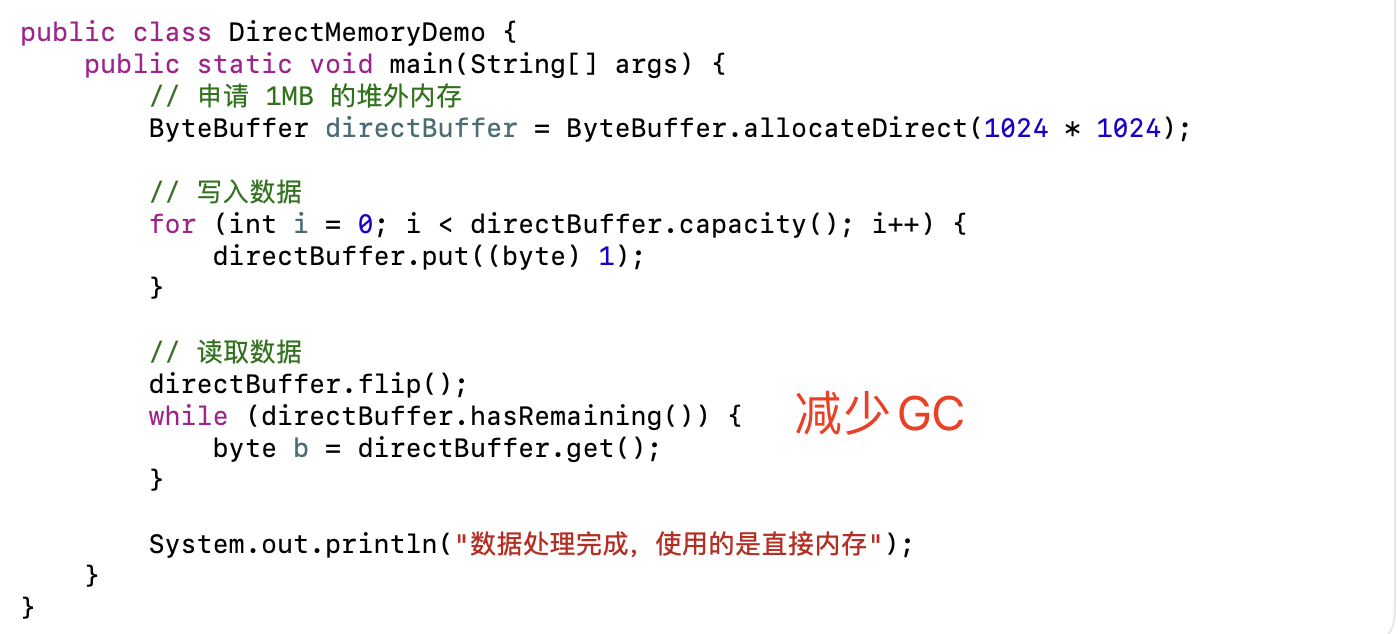 public class DirectMemoryDemo {
    public static void main(String[] args) {
        // 申请 1MB 的堆外内存
        ByteBuffer directBuffer = ByteBuffer.allocateDirect(1024 * 1024);
        // 写入数据
        for (int i = 0; i < directBuffer.capacity(); i++) {
            directBuffer.put((byte) 1);
        }
        // 读取数据
        directBuffer.flip();
        while (directBuffer.hasRemaining()) {
减少GC
            byte b = directBuffer.get();
        }
        System.out.println("数据处理完成，使用的是直接内存");
    }
}